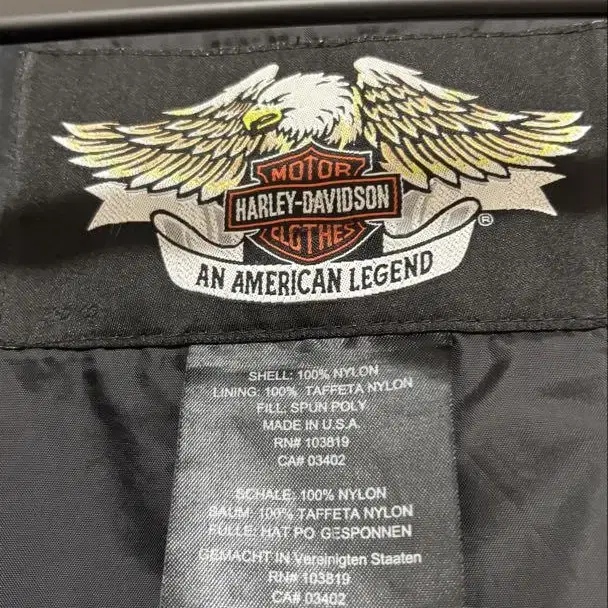 MOTOR
HARLEY-DAVIDSON
CLOTHES
®
AN AMERICAN LEGEND
SHELL: 100% NYLON
LINING: 100% TAFFETA NYLON
FILL: SPUN POLY
MADE IN U.S.A.
RN# 103819
CA# 03402
SCHALE: 100% NYLON
SAUM: 100% TAFFETA NYLON
FULLE: HAT PO GESPONNEN
GEMACHT IN Vereinigten Staaten
RN# 103819
CA# 03402